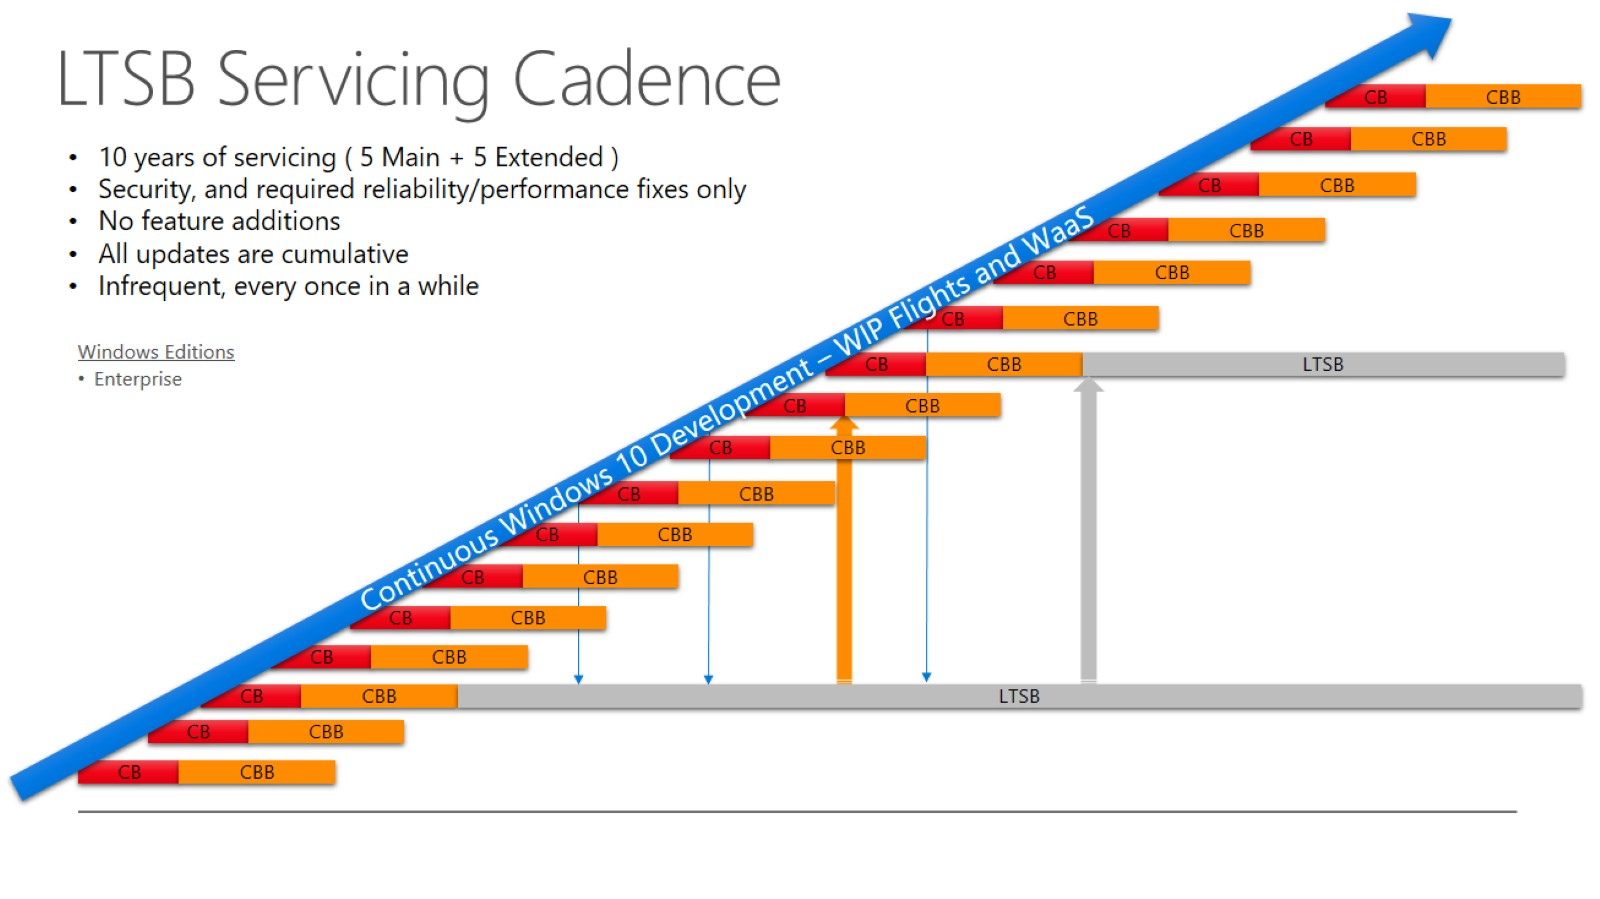 LTSB Servicing Cadence
• 10 years of servicing ( 5 Main + 5 Extended )
• Security, and required reliability/performance fixes only
• No feature additions
• All updates are cumulative
• Infrequent, every once in a while
Windows Editions
• Enterprise
Continuous Windows 10 Development – WIP Flights and WaaS
CB CBB
CB CBB
CB CBB
CB CBB
CB CBB
CB CBB
CB CBB LTSB
CB CBB
CB CBB
CB CBB
CB CBB
CB CBB
CB CBB
CB CBB
CB CBB LTSB
CB CBB
CB CBB